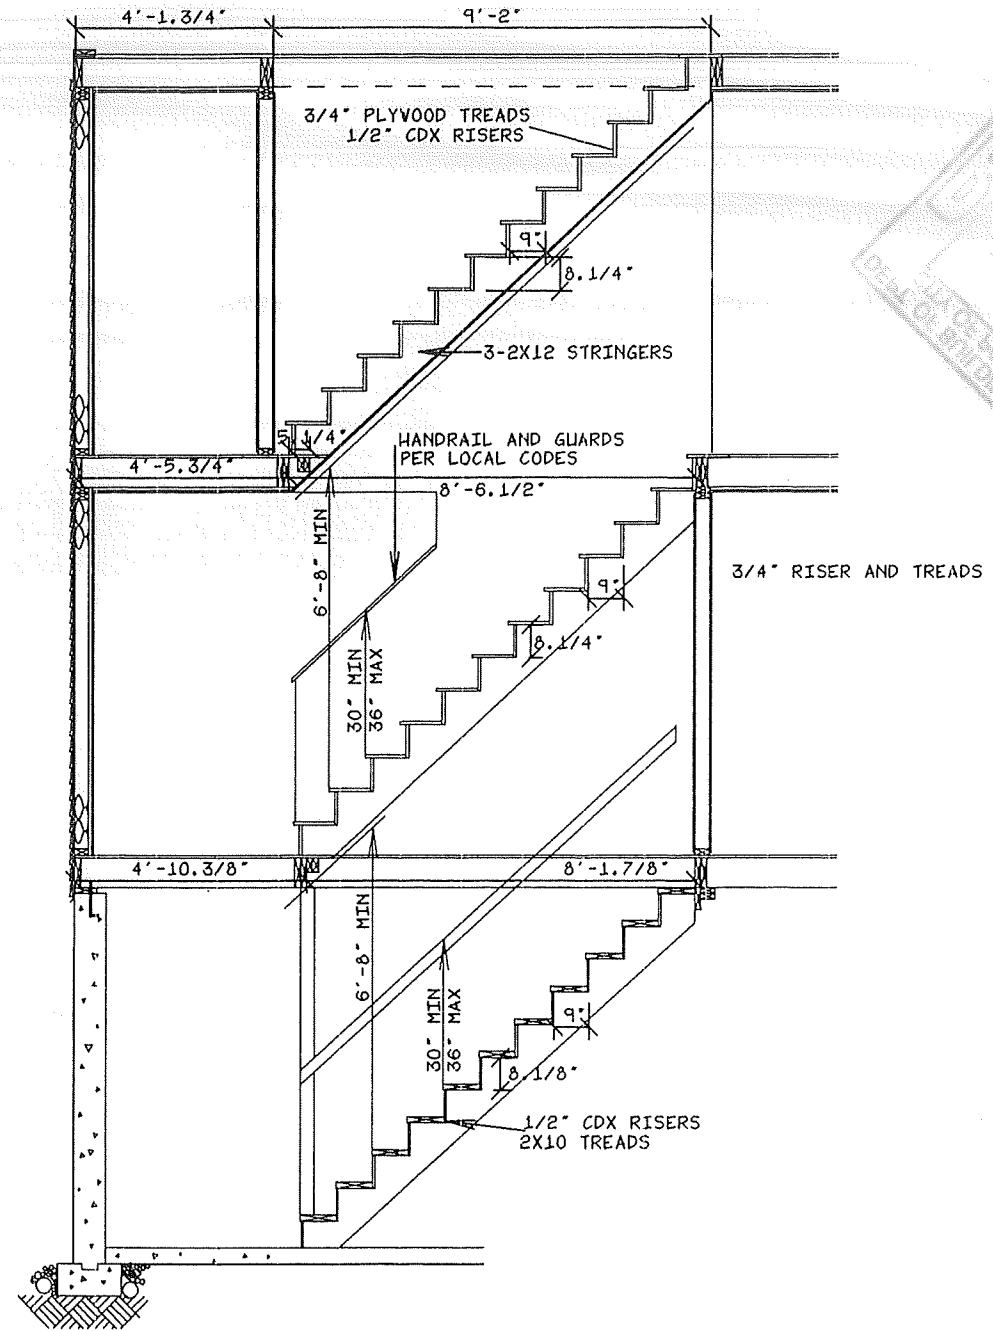 4'-1.3/4"
9'-2"
3/4" PLYWOOD TREADS
1/2" CDX RISERS
9"
8.1/4"
3-2X12 STRINGERS
1/4"
HANDRAIL AND GUARDS
PER LOCAL CODES
4'-5.3/4"
8'-6.1/2"
6'-8" MIN
3/4" RISER AND TREADS
9"
8.1/4"
30" MIN
36" MAX
4'-10.3/8"
8'-1.7/8"
6'-8" MIN
30" MIN
36" MAX
9"
8.1/8"
1/2" CDX RISERS
2X10 TREADS
DEPT OF
CITY OF